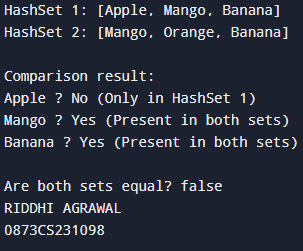 HashSet 1: [Apple, Mango, Banana]
HashSet 2: [Mango, Orange, Banana]
Comparison result:
Apple ? No (Only in HashSet 1)
Mango ? Yes (Present in both sets)
Banana ? Yes (Present in both sets)
Are both sets equal? false
RIDDHI AGRAWAL
0873CS231098